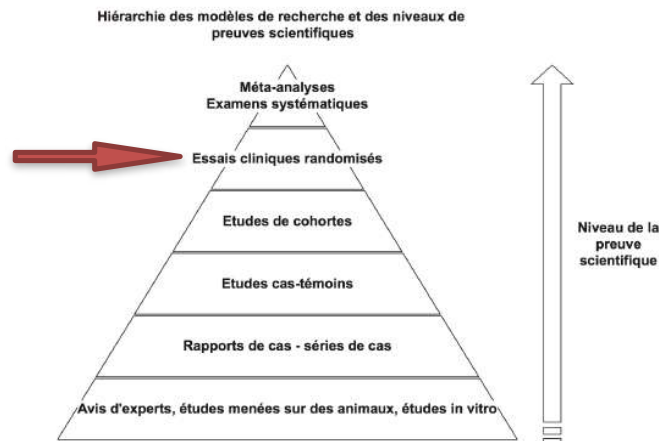 Hiérarchie des modèles de recherche et des niveaux de
preuves scientifiques
Méta-analyses
Examens systématiques
Essais cliniques randomisés
Etudes de cohortes
Etudes cas-témoins
Rapports de cas - séries de cas
Avis d'experts, études menées sur des animaux, études in vitro
Niveau de la
preuve
scientifique